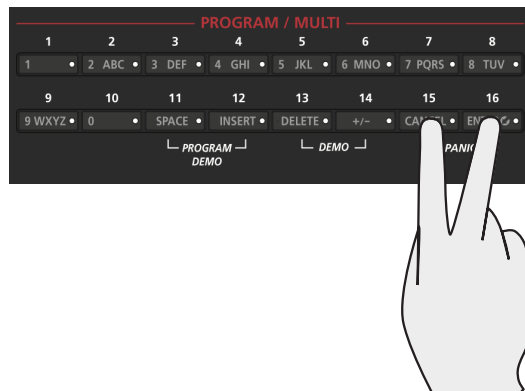 PROGRAM / MULTI
1 2 3 4 5 6 7 8
1 2 ABC 3 DEF 4 GHI 5 JKL 6 MNO 7 PQRS 8 TUV
9 10 11 12 13 14 15 16
9 WXYZ 0 SPACE INSERT DELETE +/–
PROGRAM DEMO PANIC
DEMO